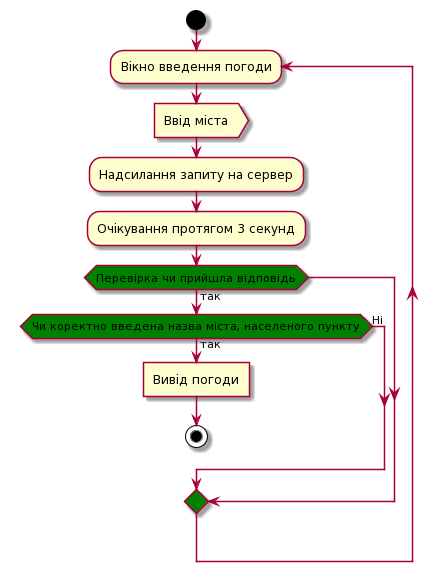 Вікно введення погоди
Ввід міста
Надсилання запиту на сервер
Очікування протягом 3 секунд
Перевірка чи прийшла відповідь
так
Чи коректно введена назва міста, населеного пункту
Ні
так
Вивід погоди